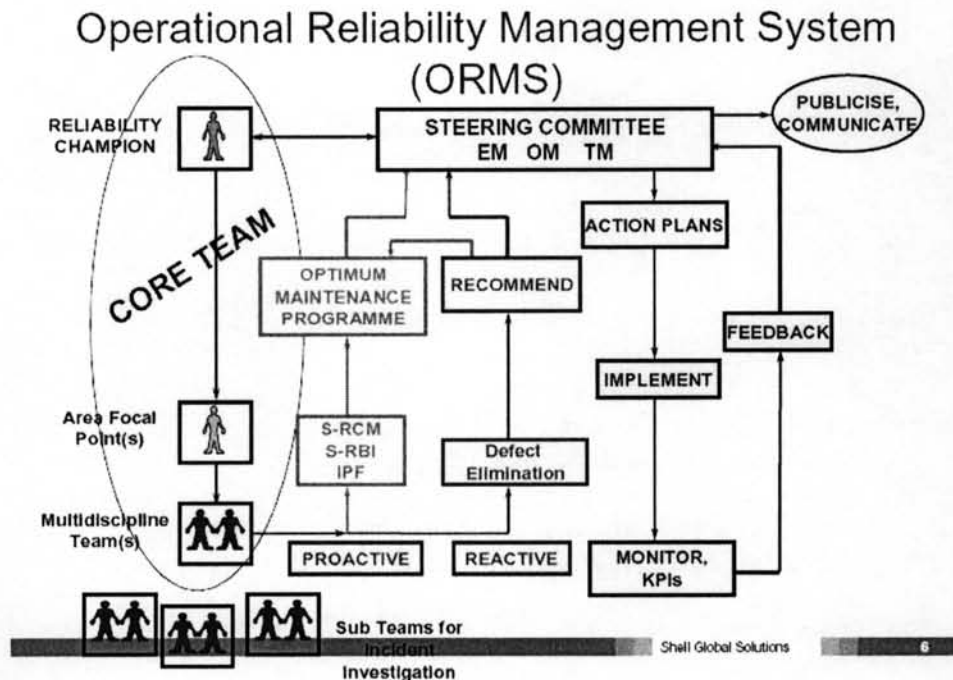 Operational Reliability Management System
(ORMS)
RELIABILITY
CHAMPION
STEERING COMMITTEE
EM OM TM
PUBLICISE,
COMMUNICATE
CORE TEAM
ACTION PLANS
OPTIMUM
MAINTENANCE
PROGRAMME
RECOMMEND
FEEDBACK
IMPLEMENT
Area Focal
Point(s)
S-RCM
S-RBI
IPF
Defect
Elimination
Multidiscipline
Team(s)
PROACTIVE
REACTIVE
MONITOR,
KPIs
Sub Teams for
Incident
Investigation
Shell Global Solutions
6